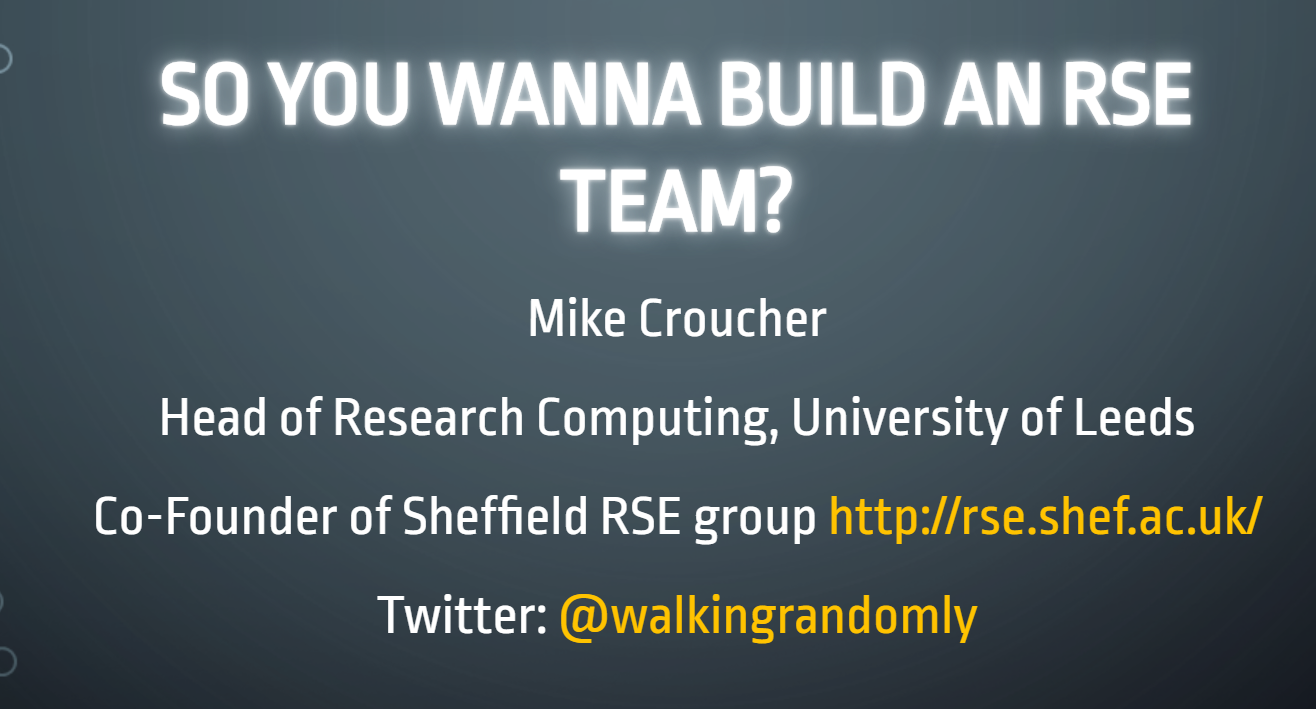 SO YOU WANNA BUILD AN RSE
TEAM?
Mike Croucher
Head of Research Computing, University of Leeds
Co-Founder of Sheffield RSE group http://rse.shef.ac.uk/
Twitter: @walkingrandomly